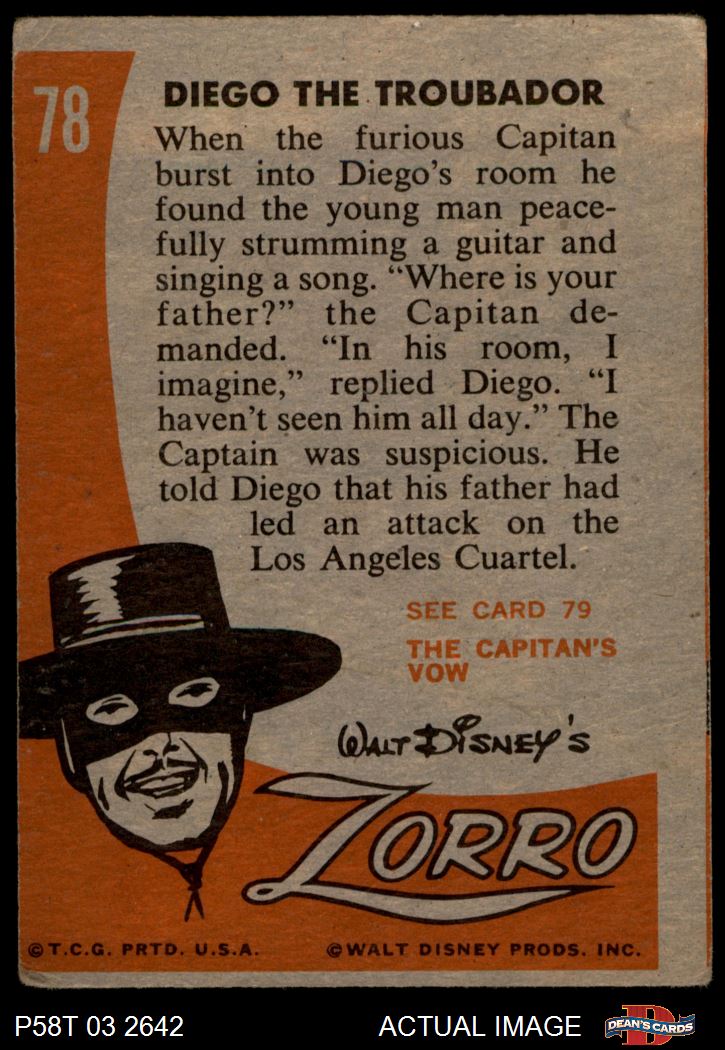 78
DIEGO THE TROUBADOR
When the furious Capitan
burst into Diego's room he
found the young man peace-
fully strumming a guitar and
singing a song. “Where is your
father?” the Capitan de-
manded. “In his room, I
imagine,” replied Diego. “I
haven't seen him all day.” The
Captain was suspicious. He
told Diego that his father had
led an attack on the
Los Angeles Cuartel.
SEE CARD 79
THE CAPITAN'S
VOW
WALT DISNEY'S
ZORRO
©T.C.G. PRTD. U.S.A. ©WALT DISNEY PRODS. INC.
P58T 03 2642 ACTUAL IMAGE DEAN'S CARDS